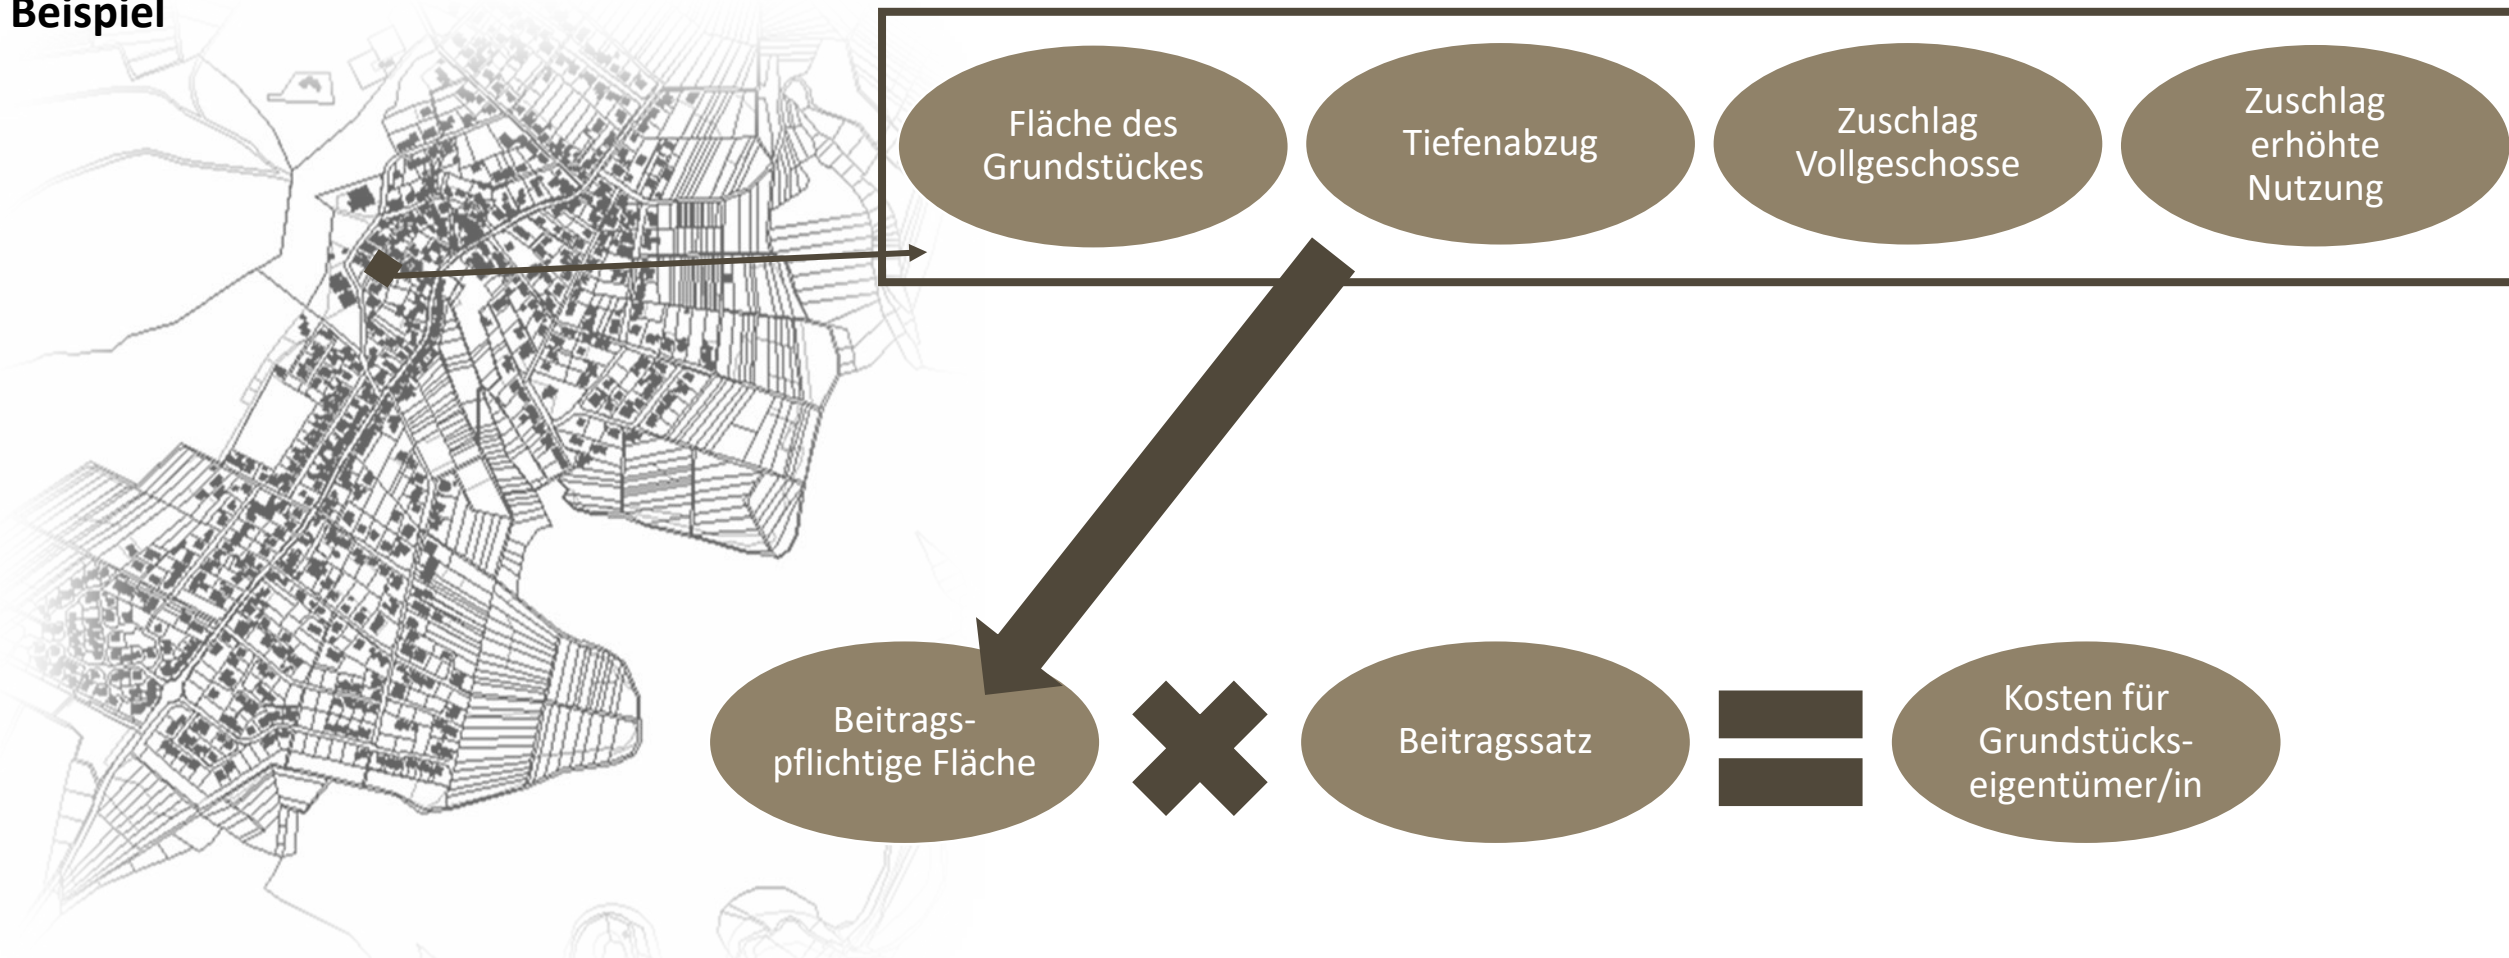 Beispiel
Fläche des
Grundstückes
Tiefenabzug
Zuschlag
Vollgeschosse
Zuschlag
erhöhte
Nutzung
Beitrags-
pflichtige Fläche
Beitragssatz
Kosten für
Grundstücks-
eigentümer/in